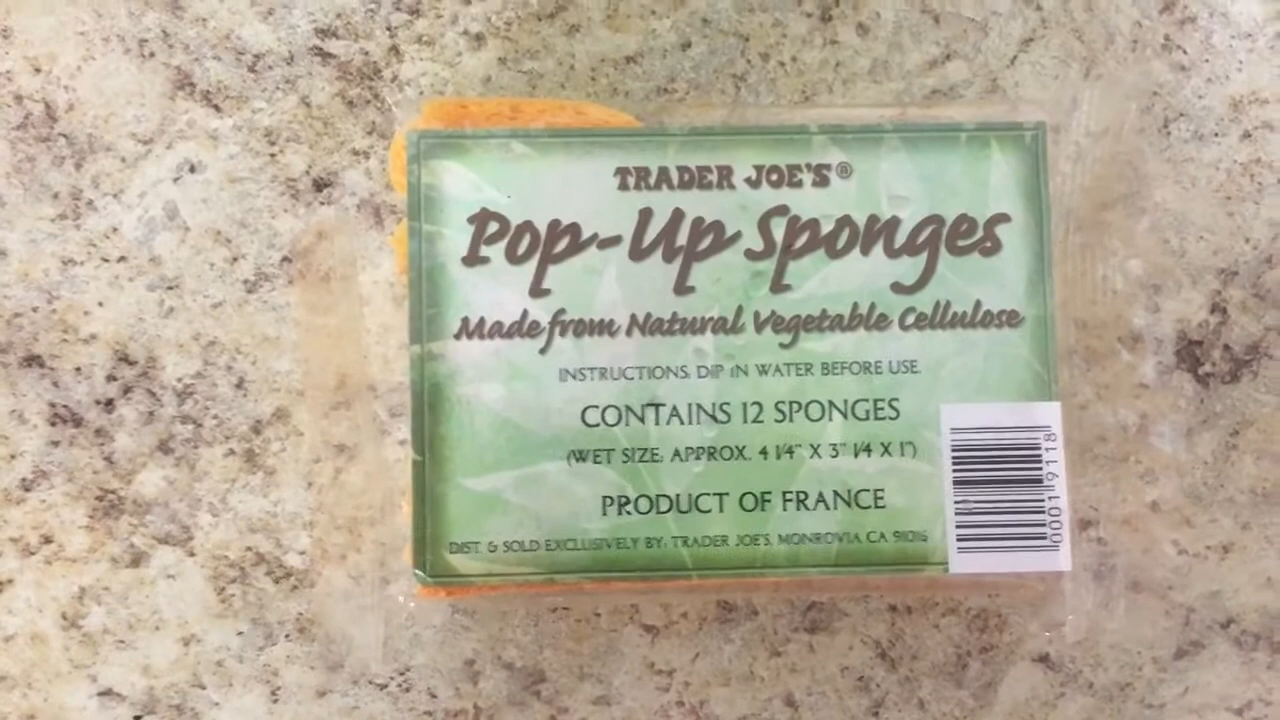 TRADER JOE'S®
Pop-Up Sponges
Made from Natural Vegetable Cellulose
INSTRUCTIONS: DIP IN WATER BEFORE USE.
CONTAINS 12 SPONGES
(WET SIZE: APPROX. 4 1/4" X 3" 1/4 X 1")
PRODUCT OF FRANCE
DIST. & SOLD EXCLUSIVELY BY: TRADER JOE'S, MONROVIA CA 91016
00019118